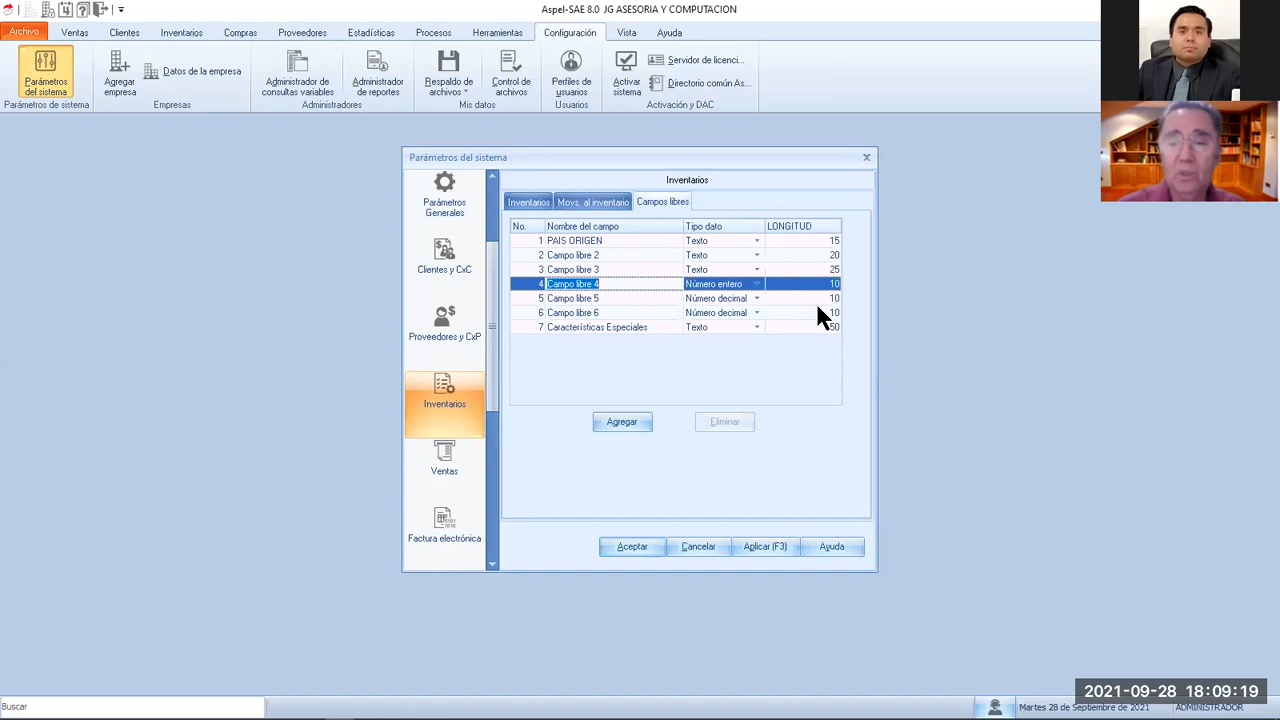 Aspel-SAE 8.0 JG ASESORIA Y COMPUTACION
Archivo Ventas Clientes Inventarios Compras Proveedores Estadísticas Procesos Herramientas Configuración Vista Ayuda
Parámetros del sistema
Agregar empresa
Datos de la empresa
Administrador de consultas variables
Administrador de reportes
Respaldo de archivos
Control de archivos
Perfiles de usuarios
Activar sistema
Servidor de licenci...
Directorio común As...
Parámetros de sistema Empresas Administradores Mis datos Usuarios Activación y DAC
Parámetros del sistema
Parámetros Generales
Clientes y CxC
Proveedores y CxP
Inventarios
Ventas
Factura electrónica
Inventarios
Inventarios Movs. al inventario Campos libres
No. Nombre del campo Tipo dato LONGITUD
1 PAIS ORIGEN Texto 15
2 Campo libre 2 Texto 20
3 Campo libre 3 Texto 25
4 Campo libre 4 Número entero 10
5 Campo libre 5 Número decimal 10
6 Campo libre 6 Número decimal 10
7 Características Especiales Texto 50
Agregar Eliminar
Aceptar Cancelar Aplicar (F3) Ayuda
Buscar
2021-09-28 18:09:19
Martes 28 de Septiembre de 2021 ADMINISTRADOR